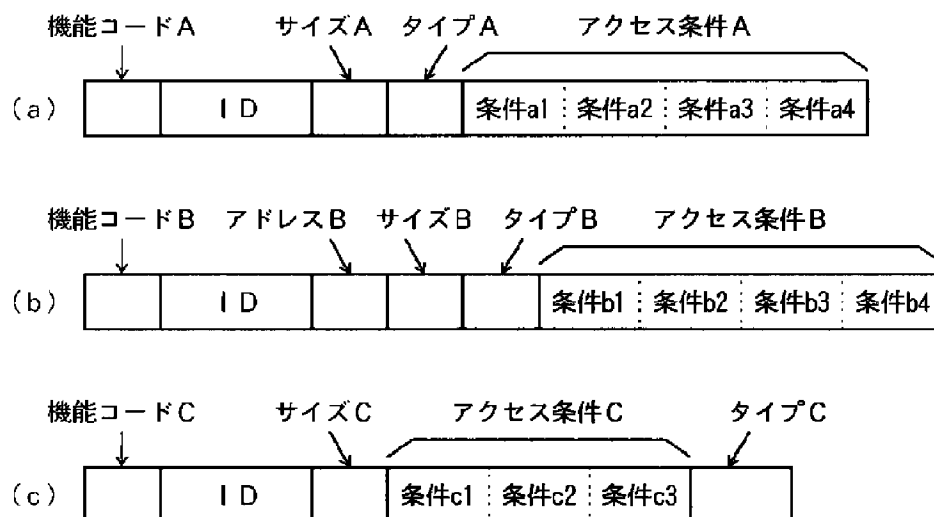 機能コードA サイズA タイプA アクセス条件A
(a) ID 条件a1 条件a2 条件a3 条件a4
機能コードB アドレスB サイズB タイプB アクセス条件B
(b) ID 条件b1 条件b2 条件b3 条件b4
機能コードC サイズC アクセス条件C タイプC
(c) ID 条件c1 条件c2 条件c3